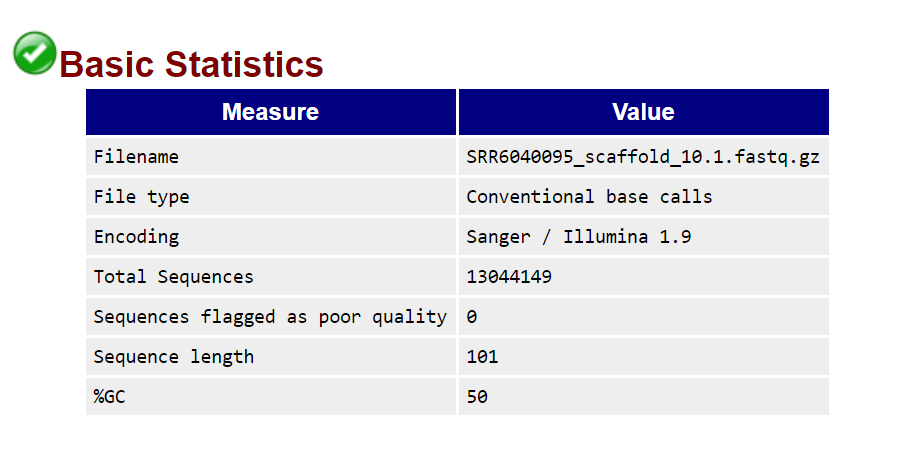 Basic Statistics
Measure Value
Filename SRR6040095_scaffold_10.1.fastq.gz
File type Conventional base calls
Encoding Sanger / Illumina 1.9
Total Sequences 13044149
Sequences flagged as poor quality 0
Sequence length 101
%GC 50